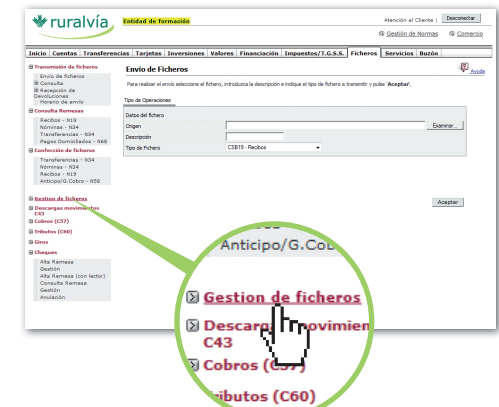 ruralvía
Entidad de formación
Atención al Cliente |
Desconectar
Gestión de Normas
Comercio
Inicio Cuentas Transferencias Tarjetas Inversiones Valores Financiación Impuestos/T.G.S.S. Ficheros Servicios Buzón
Transmisión de ficheros
Envío de ficheros
Consulta
Recepción de
Devoluciones
Horario de envío
Consulta Remesas
Recibos - N19
Nóminas - N34
Transferencias - N34
Pagos Domiciliados - N68
Confección de ficheros
Transferencias - N34
Nóminas - N34
Recibos - N19
Anticipo/G.Cobro - N58
Gestion de ficheros
Descargas movimientos
C43
Cobros (C57)
Tributos (C60)
Giros
Cheques
Alta Remesa
Gestión
Alta Remesa (con lector)
Consulta Remesa
Gestión
Anulación
Envío de Ficheros
Ayuda
Para realizar el envío seleccione el fichero, introduzca la descripción e indique el tipo de fichero a transmitir y pulse 'Aceptar'.
Tipo de Operaciones
Datos del fichero
Origen
Examinar...
Descripción
Tipo de Fichero
CSB19 - Recibos
Aceptar
Anticipo/G.Cob
Gestion de ficheros
Descarg movimien
C43
Cobros (C57)
ributos (C60)